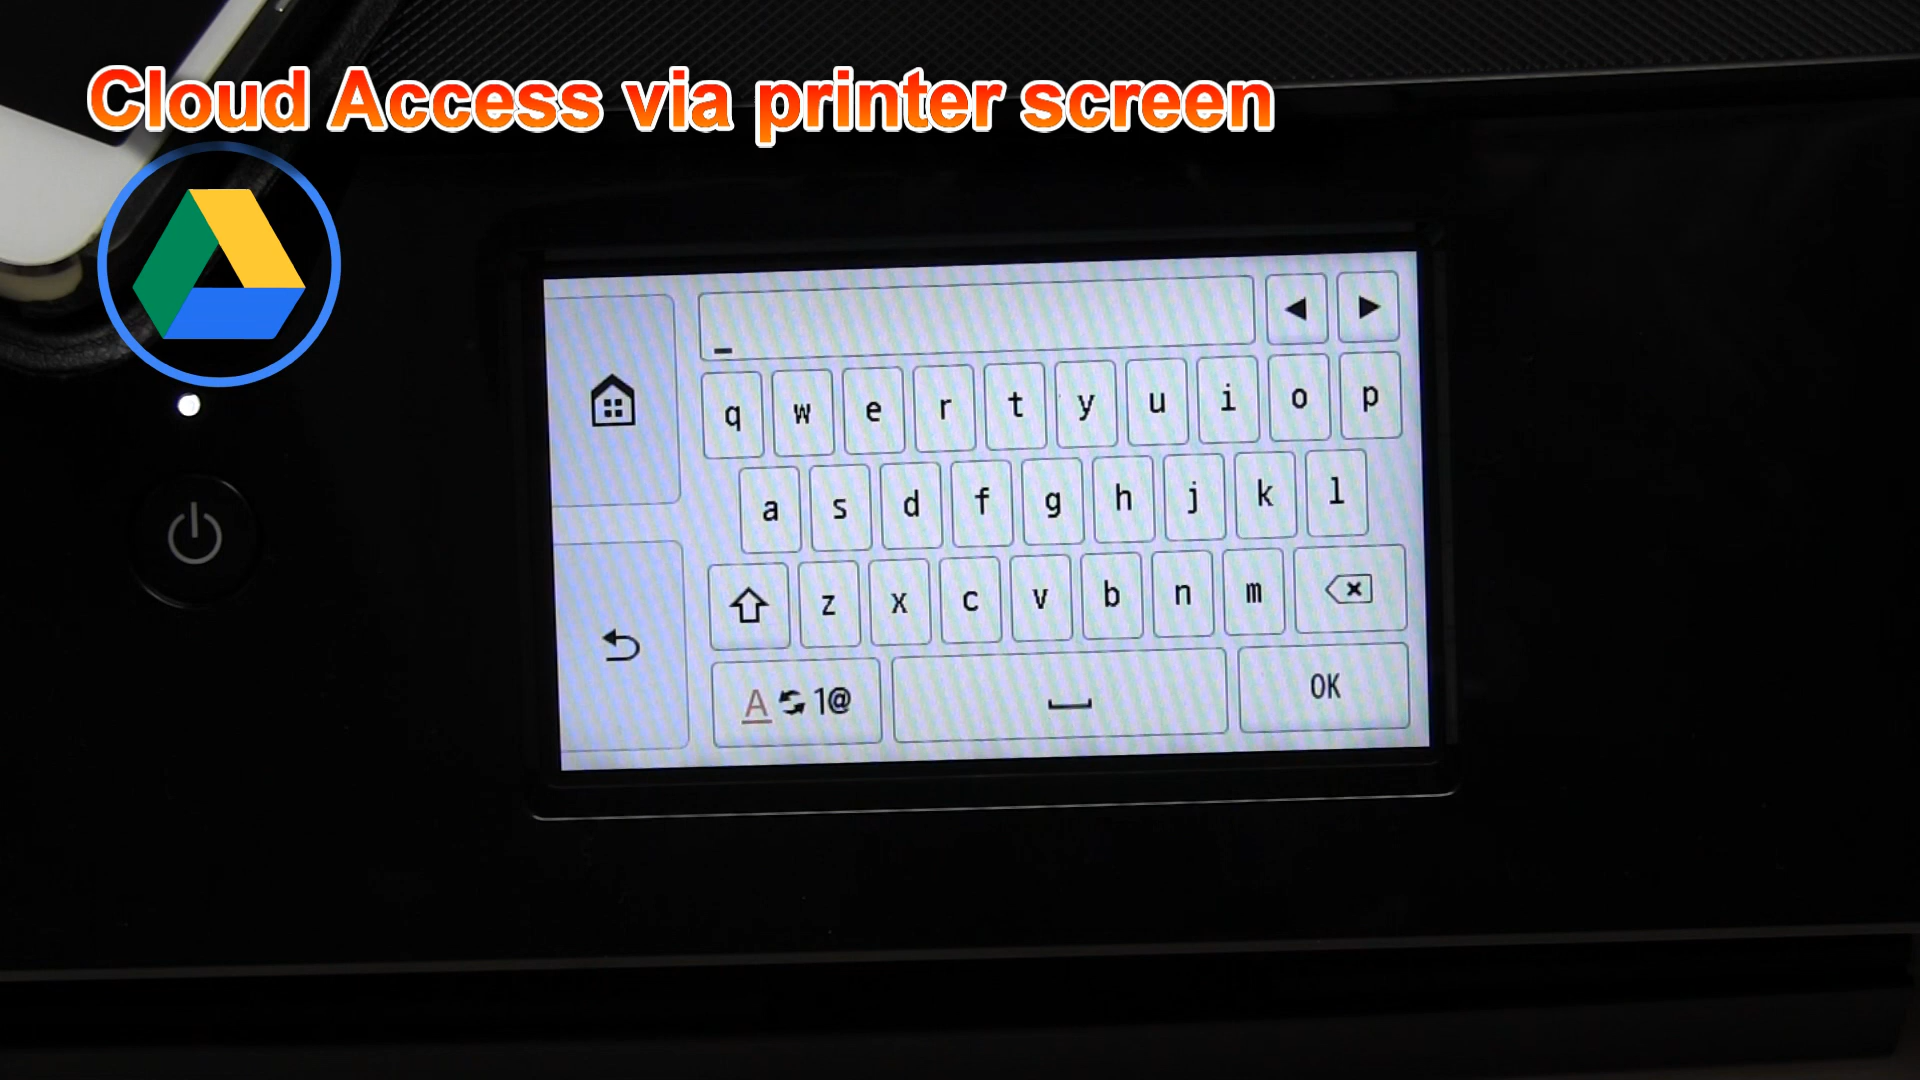 Cloud Access via printer screen
_
q w e r t y u i o p
a s d f g h j k l
z x c v b n m
A 1@ OK